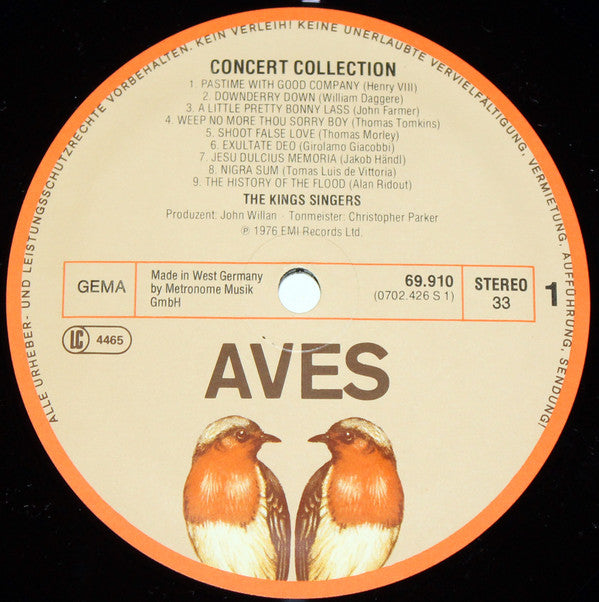 ALLE URHEBER- UND LEISTUNGSSCHUTZRECHTE VORBEHALTEN. KEIN VERLEIH! KEINE UNERLAUBTE VERVIELFÄLTIGUNG, VERMIETUNG, AUFFÜHRUNG, SENDUNG!
CONCERT COLLECTION
1. PASTIME WITH GOOD COMPANY (Henry VIII)
2. DOWNDERRY DOWN (William Daggere)
3. A LITTLE PRETTY BONNY LASS (John Farmer)
4. WEEP NO MORE THOU SORRY BOY (Thomas Tomkins)
5. SHOOT FALSE LOVE (Thomas Morley)
6. EXULTATE DEO (Girolamo Giacobbi)
7. JESU DULCIUS MEMORIA (Jakob Händl)
8. NIGRA SUM (Tomas Luis de Vittoria)
9. THE HISTORY OF THE FLOOD (Alan Ridout)
THE KINGS SINGERS
Produzent: John Willan · Tonmeister: Christopher Parker
℗ 1976 EMI Records Ltd.
GEMA
Made in West Germany
by Metronome Musik
GmbH
69.910
(0702.426 S 1)
STEREO
33
1
LC 4465
AVES